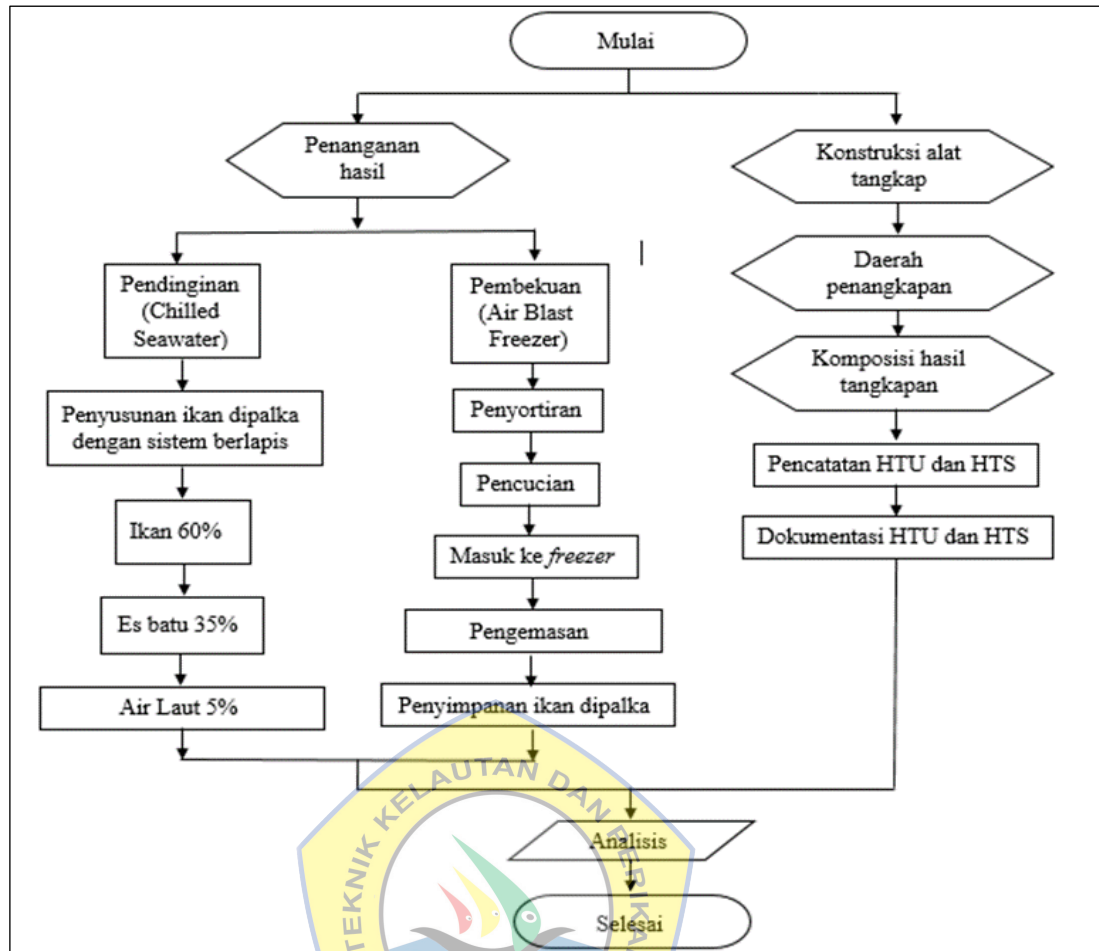 Mulai
Penanganan
hasil
Konstruksi alat
tangkap
Pendinginan
(Chilled
Seawater)
Pembekuan
(Air Blast
Freezer)
Daerah
penangkapan
Komposisi hasil
tangkapan
Penyusunan ikan dipalka
dengan sistem berlapis
Penyortiran
Pencatatan HTU dan HTS
Pencucian
Ikan 60%
Dokumentasi HTU dan HTS
Masuk ke freezer
Es batu 35%
Pengemasan
Air Laut 5%
Penyimpanan ikan dipalka
Analisis
Selesai
TEKNIK KELAUTAN DAN PERIKA